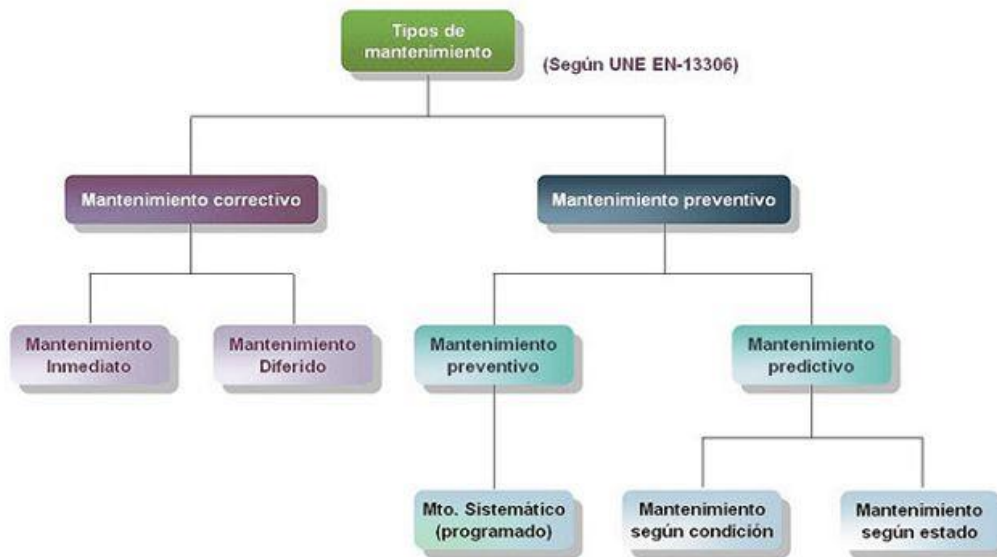 Tipos de
mantenimiento
(Según UNE EN-13306)
Mantenimiento correctivo
Mantenimiento preventivo
Mantenimiento
Inmediato
Mantenimiento
Diferido
Mantenimiento
preventivo
Mantenimiento
predictivo
Mto. Sistemático
(programado)
Mantenimiento
según condición
Mantenimiento
según estado